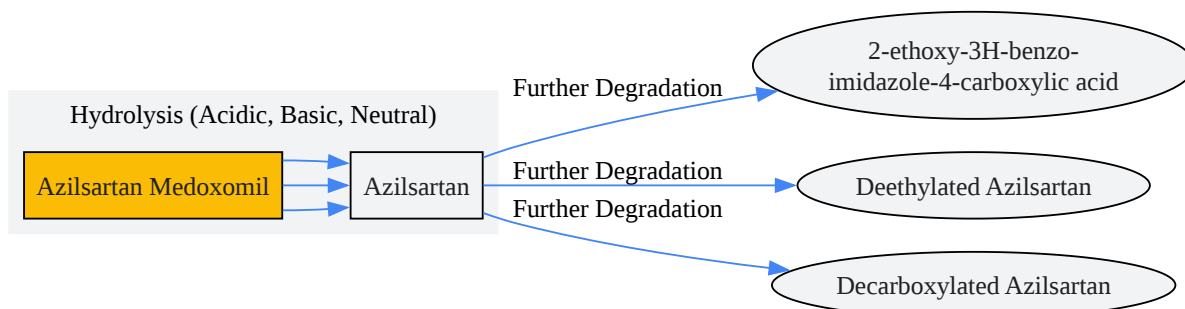 2-ethoxy-3H-benzo-
imidazole-4-carboxylic acid
Further Degradation
Hydrolysis (Acidic, Basic, Neutral)
Azilsartan Medoxomil
Azilsartan
Further Degradation
Deethylated Azilsartan
Further Degradation
Decarboxylated Azilsartan